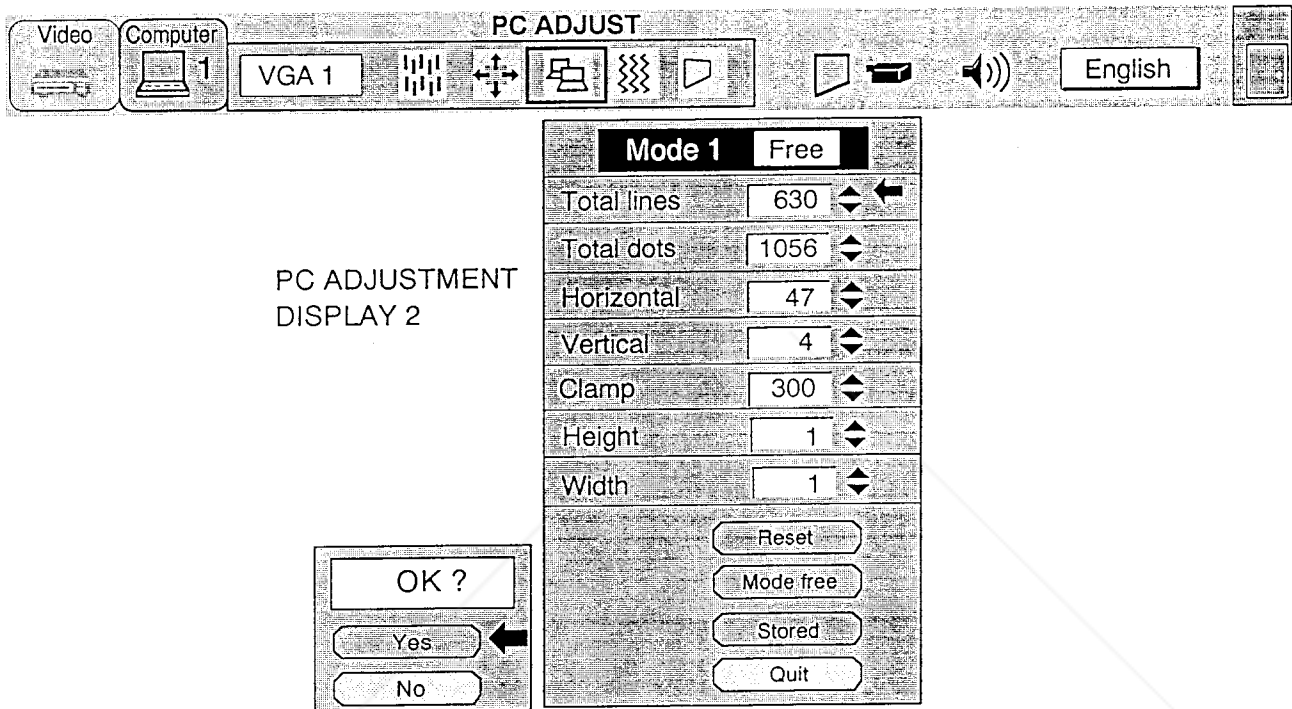 PC ADJUST
Video
Computer
1
VGA 1
English
Mode 1 Free
Total lines 630
Total dots 1056
Horizontal 47
Vertical 4
Clamp 300
Height 1
Width 1
Reset
Mode free
Stored
Quit
PC ADJUSTMENT
DISPLAY 2
OK ?
Yes
No